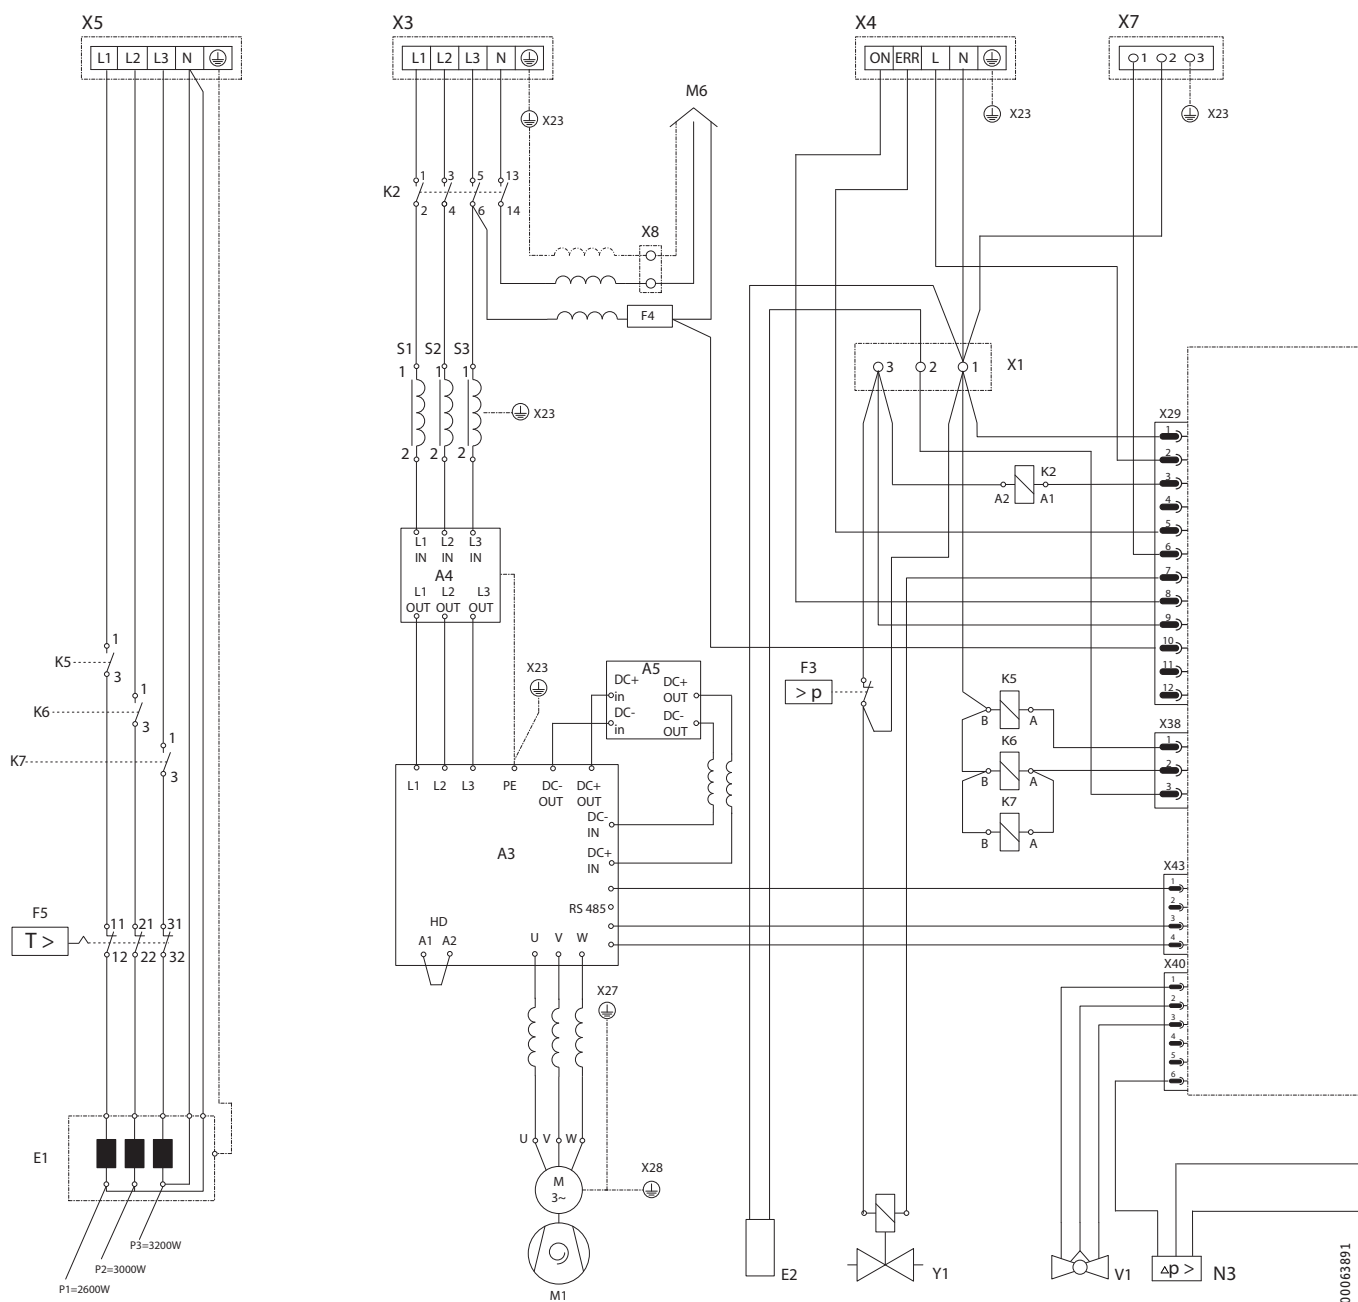 X5
X3
X4
X7
L1 L2 L3 N
L1 L2 L3 N
ON ERR L N
1 2 3
X23
X23
X23
M6
K2
1 3 5 13
2 4 6 14
X8
F4
S1 S2 S3
1 1 1
2 2 2
X23
3 2 1
X1
X29
1
2
3
4
5
6
7
8
9
10
11
12
K2
A2 A1
L1 L2 L3
IN IN IN
A4
L1 L2 L3
OUT OUT OUT
K5
1
3
K6
1
3
K7
1
3
X23
A5
DC+ in
DC+ OUT
DC- in
DC- OUT
F3
> p
K5
B A
K6
B A
K7
B A
X38
1
2
3
L1 L2 L3 PE DC- DC+
OUT OUT
DC-
IN
DC+
IN
A3
RS 485
HD
A1 A2
U V W
X43
1
2
3
4
X40
1
2
3
4
5
6
F5
T >
11 21 31
12 22 32
X27
U V W
M
3~
X28
M1
E1
P3=3200W
P2=3000W
P1=2600W
E2
Y1
V1
Δp >
N3
00063891